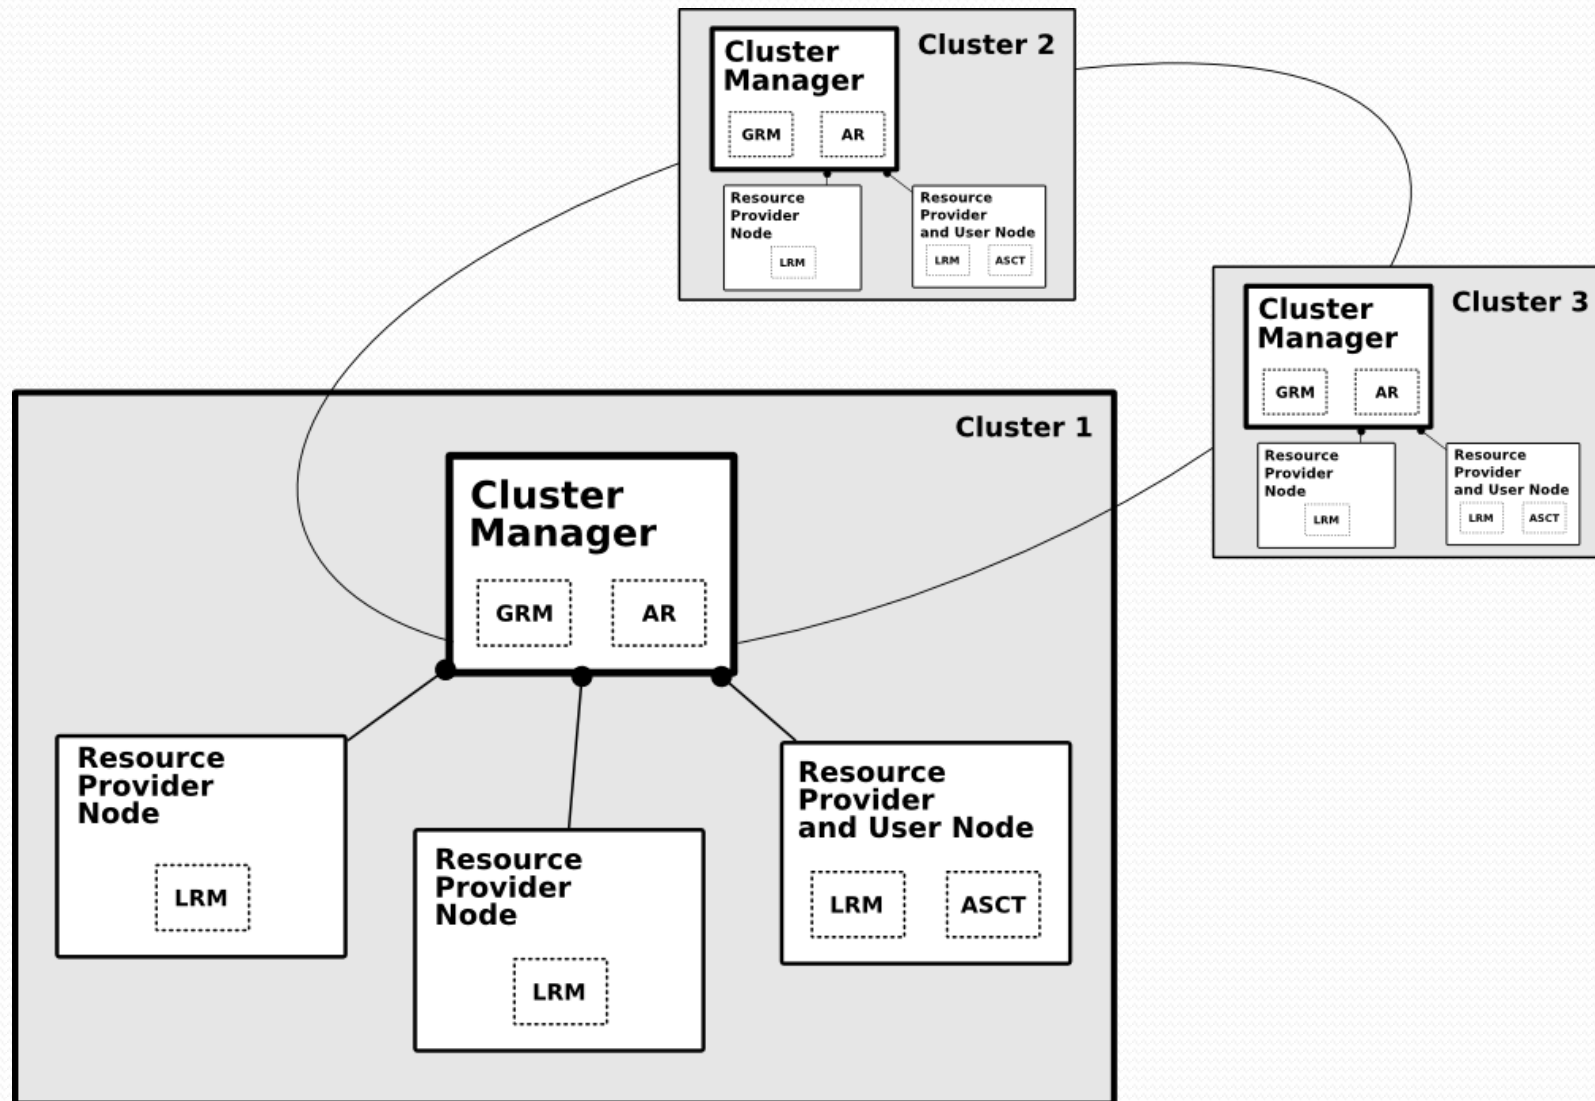 Cluster 2
Cluster
Manager
GRM
AR
Resource
Provider
Node
LRM
Resource
Provider
and User Node
LRM
ASCT
Cluster 3
Cluster
Manager
GRM
AR
Resource
Provider
Node
LRM
Resource
Provider
and User Node
LRM
ASCT
Cluster 1
Cluster
Manager
GRM
AR
Resource
Provider
Node
LRM
Resource
Provider
Node
LRM
Resource
Provider
and User Node
LRM
ASCT